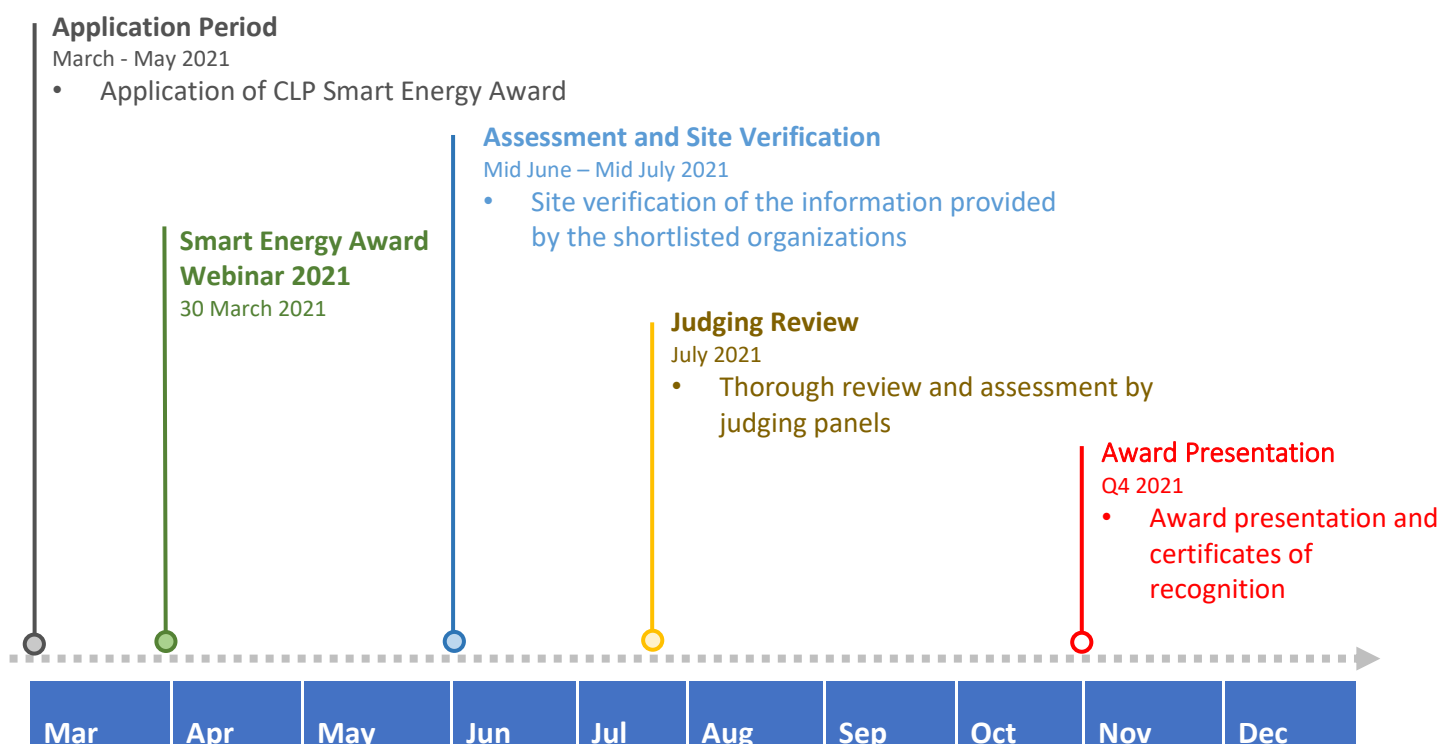 Application Period
March - May 2021
• Application of CLP Smart Energy Award
Assessment and Site Verification
Mid June – Mid July 2021
• Site verification of the information provided
by the shortlisted organizations
Smart Energy Award
Webinar 2021
30 March 2021
Judging Review
July 2021
• Thorough review and assessment by
judging panels
Award Presentation
Q4 2021
• Award presentation and
certificates of
recognition
Mar Apr May Jun Jul Aug Sep Oct Nov Dec